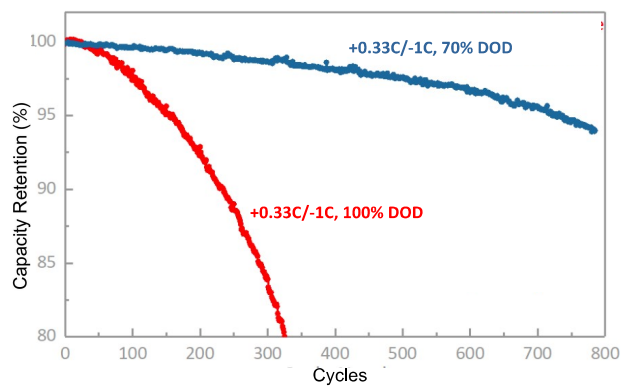 100
95
90
85
80
Capacity Retention (%)
+0.33C/-1C, 70% DOD
+0.33C/-1C, 100% DOD
0 100 200 300 400 500 600 700 800
Cycles